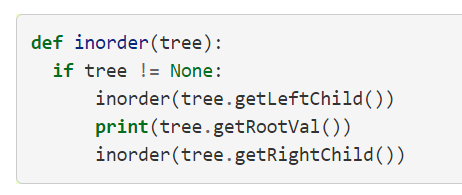 def inorder(tree):
  if tree != None:
      inorder(tree.getLeftChild())
      print(tree.getRootVal())
      inorder(tree.getRightChild())